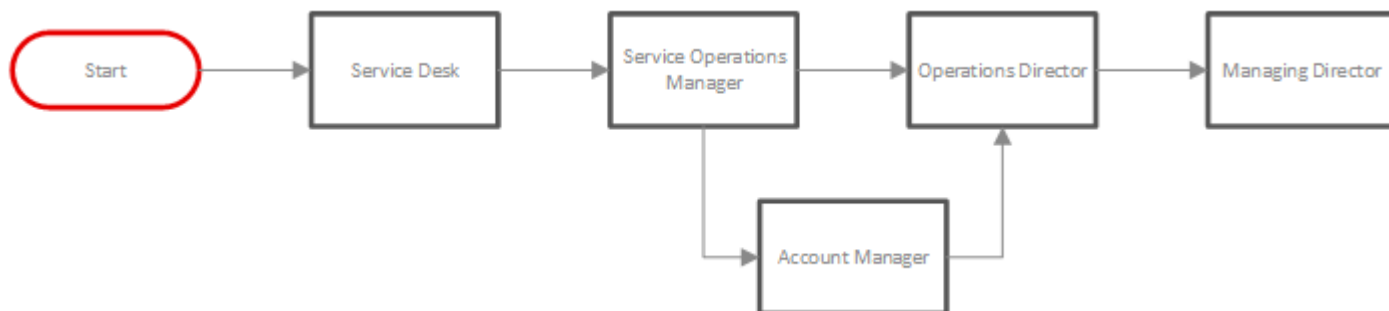 Start
Service Desk
Service Operations
Manager
Operations Director
Managing Director
Account Manager